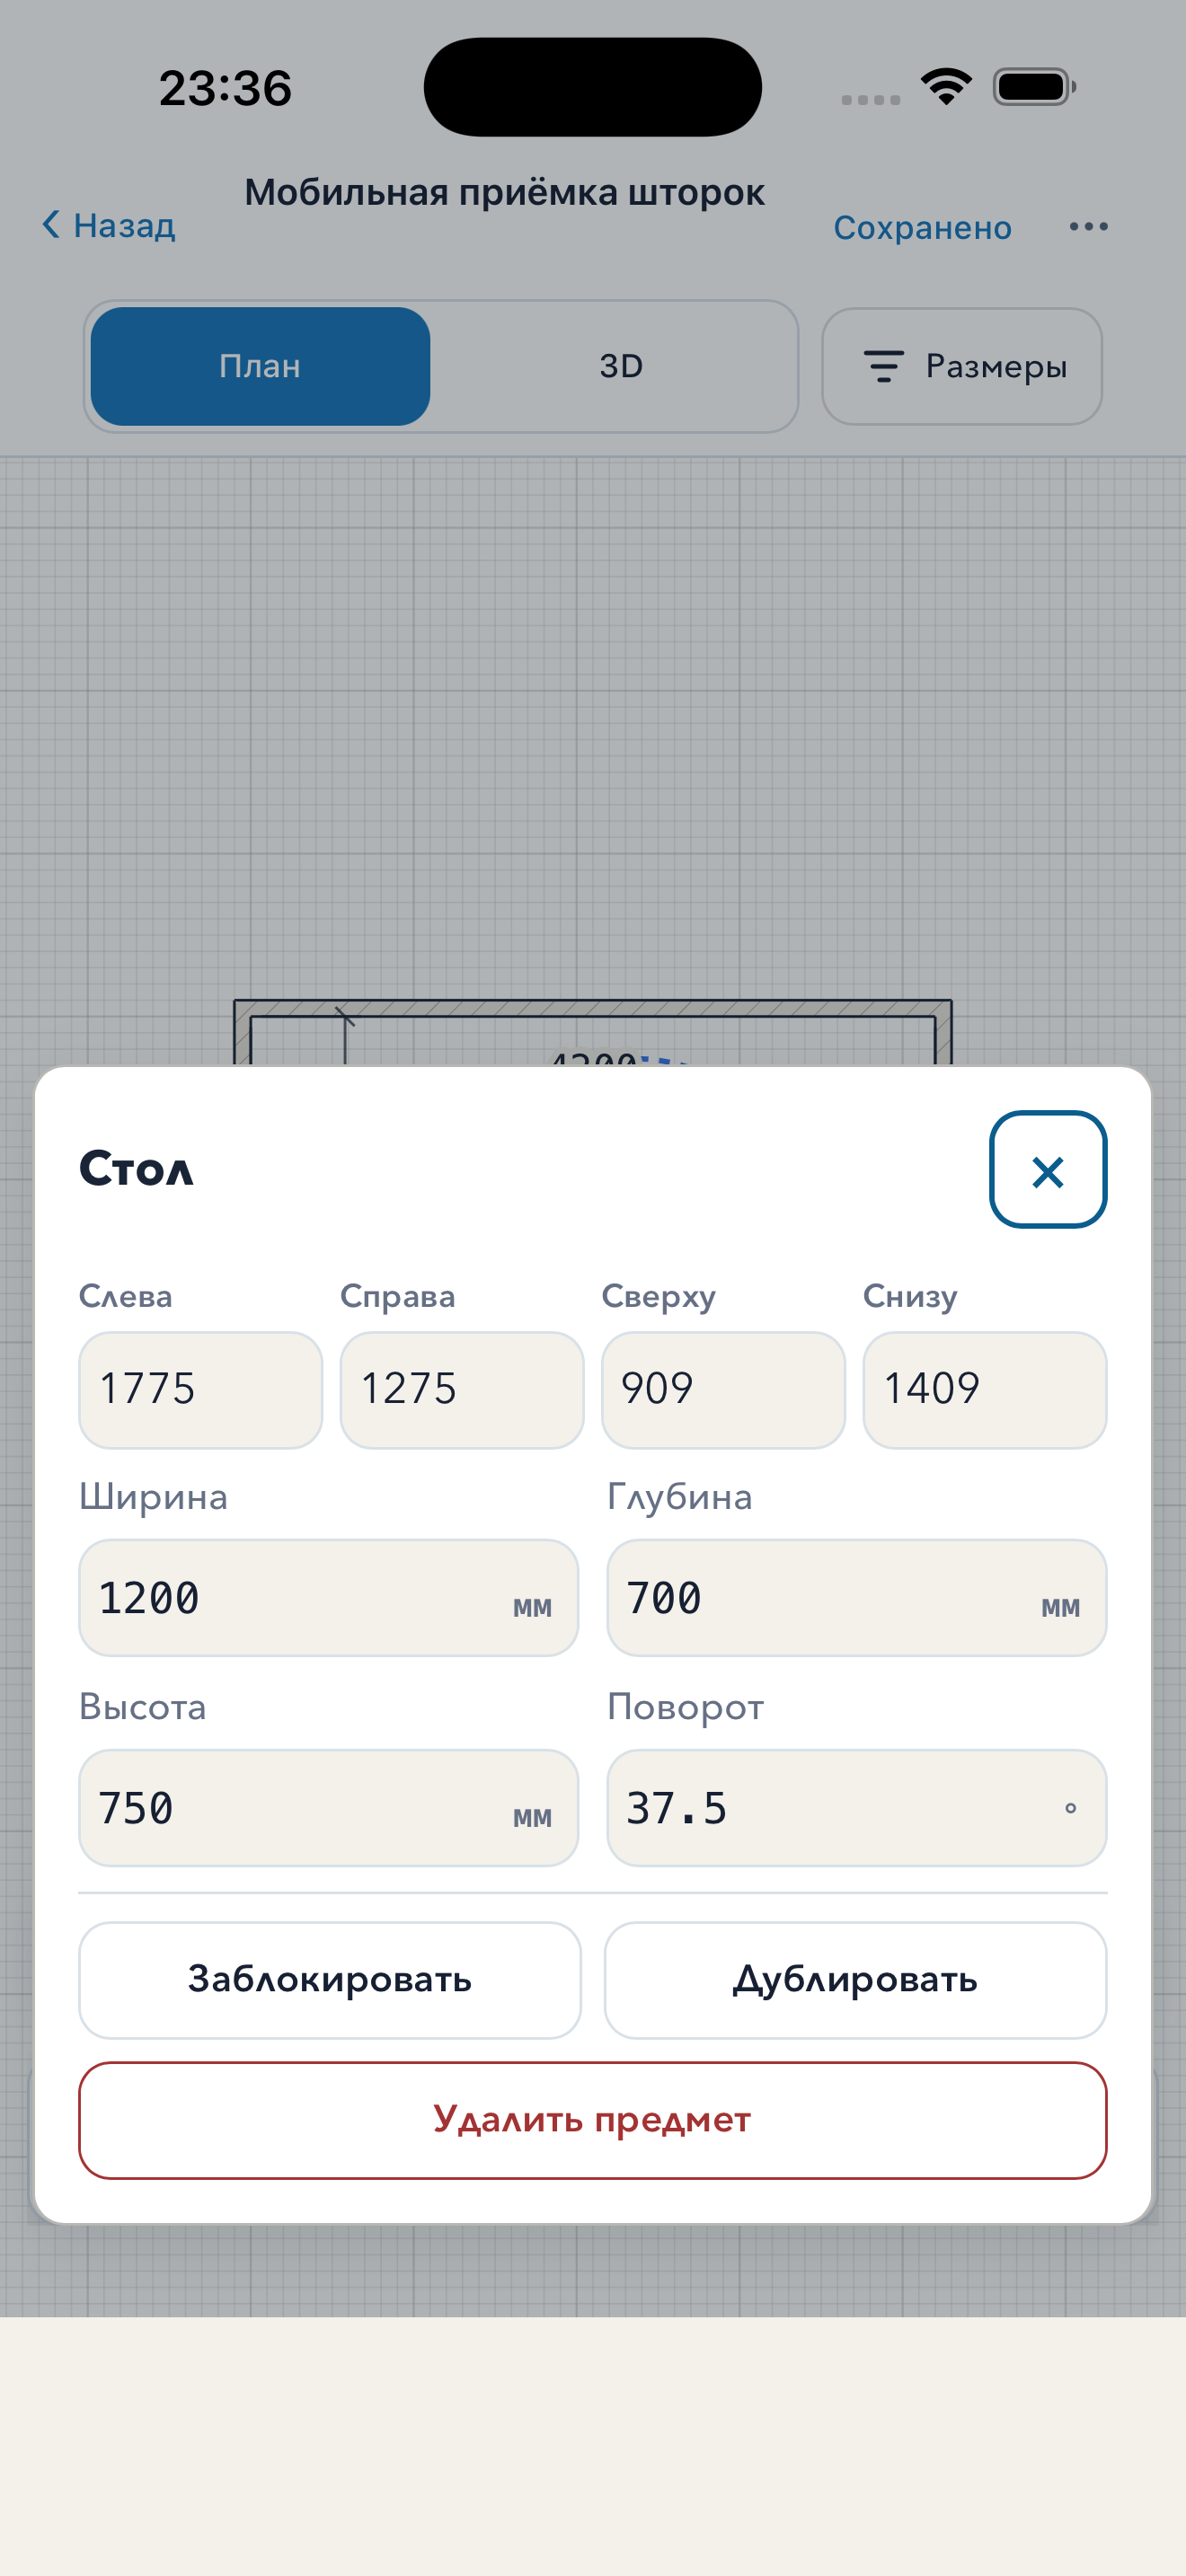 23:36
Мобильная приёмка шторок
Назад
Сохранено
План
3D
Размеры
4200
Стол
×
Слева
Справа
Сверху
Снизу
1775
1275
909
1409
Ширина
Глубина
1200 мм
700 мм
Высота
Поворот
750 мм
37.5 °
Заблокировать
Дублировать
Удалить предмет